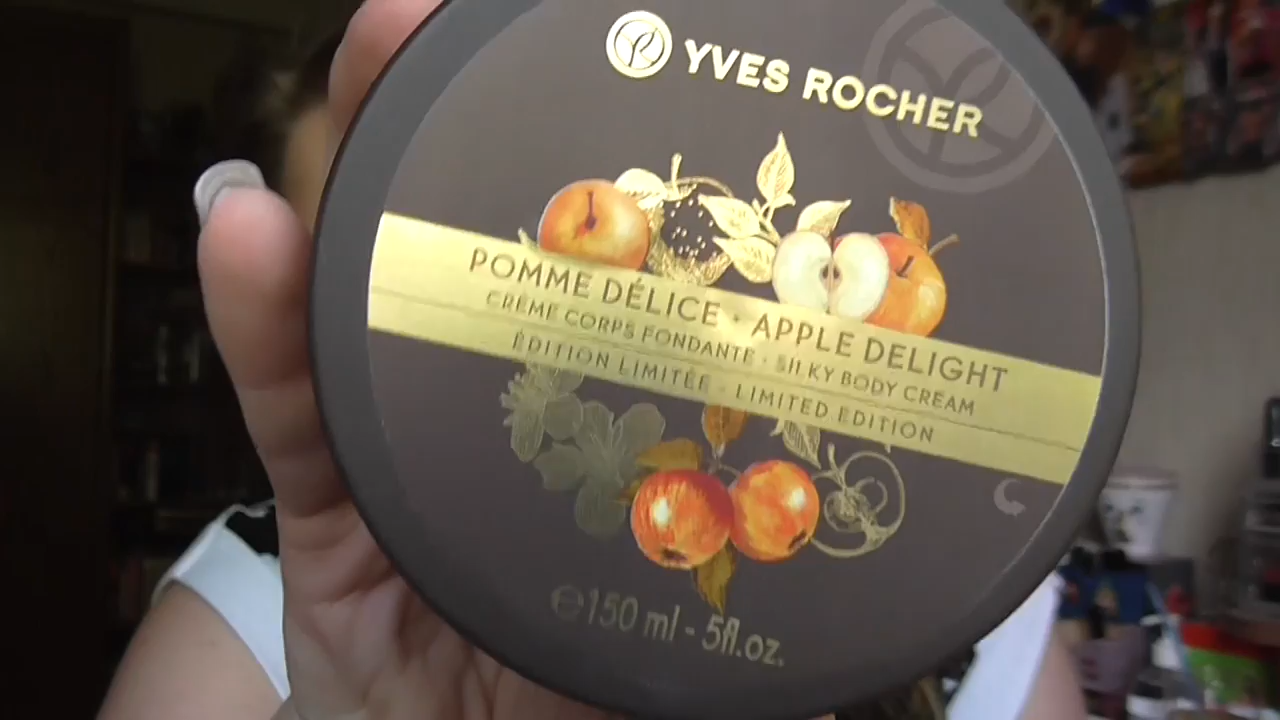 YVES ROCHER
POMME DÉLICE · APPLE DELIGHT
CRÈME CORPS FONDANTE · SILKY BODY CREAM
ÉDITION LIMITÉE · LIMITED EDITION
℮150 ml - 5fl.oz.